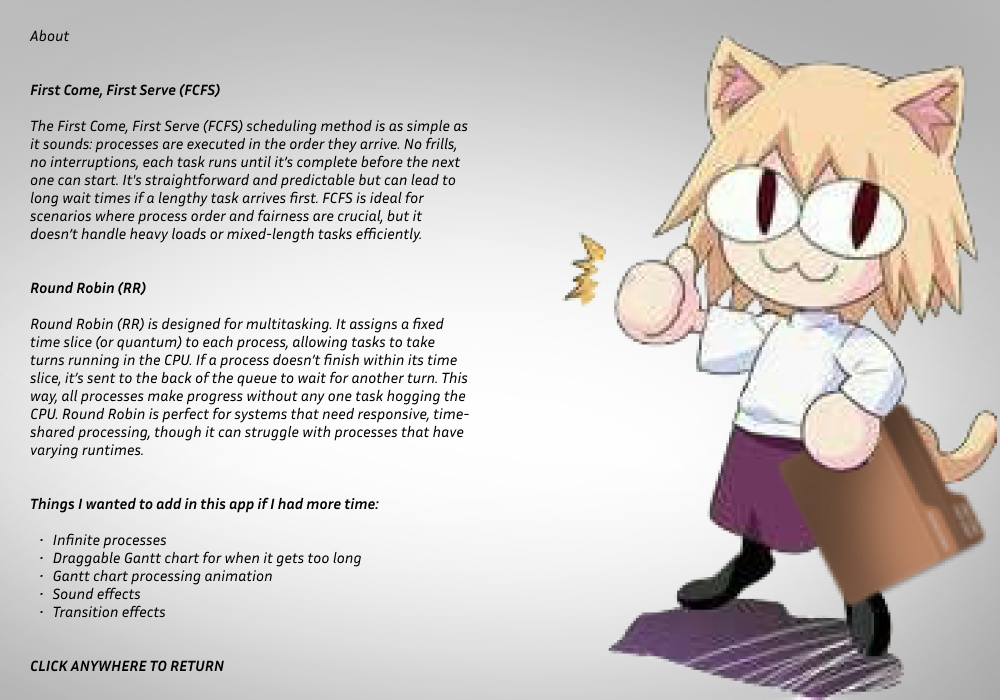 About
First Come, First Serve (FCFS)
The First Come, First Serve (FCFS) scheduling method is as simple as
it sounds: processes are executed in the order they arrive. No frills,
no interruptions, each task runs until it's complete before the next
one can start. It's straightforward and predictable but can lead to
long wait times if a lengthy task arrives first. FCFS is ideal for
scenarios where process order and fairness are crucial, but it
doesn't handle heavy loads or mixed-length tasks efficiently.
Round Robin (RR)
Round Robin (RR) is designed for multitasking. It assigns a fixed
time slice (or quantum) to each process, allowing tasks to take
turns running in the CPU. If a process doesn't finish within its time
slice, it's sent to the back of the queue to wait for another turn. This
way, all processes make progress without any one task hogging the
CPU. Round Robin is perfect for systems that need responsive, time-
shared processing, though it can struggle with processes that have
varying runtimes.
Things I wanted to add in this app if I had more time:
· Infinite processes
· Draggable Gantt chart for when it gets too long
· Gantt chart processing animation
· Sound effects
· Transition effects
CLICK ANYWHERE TO RETURN